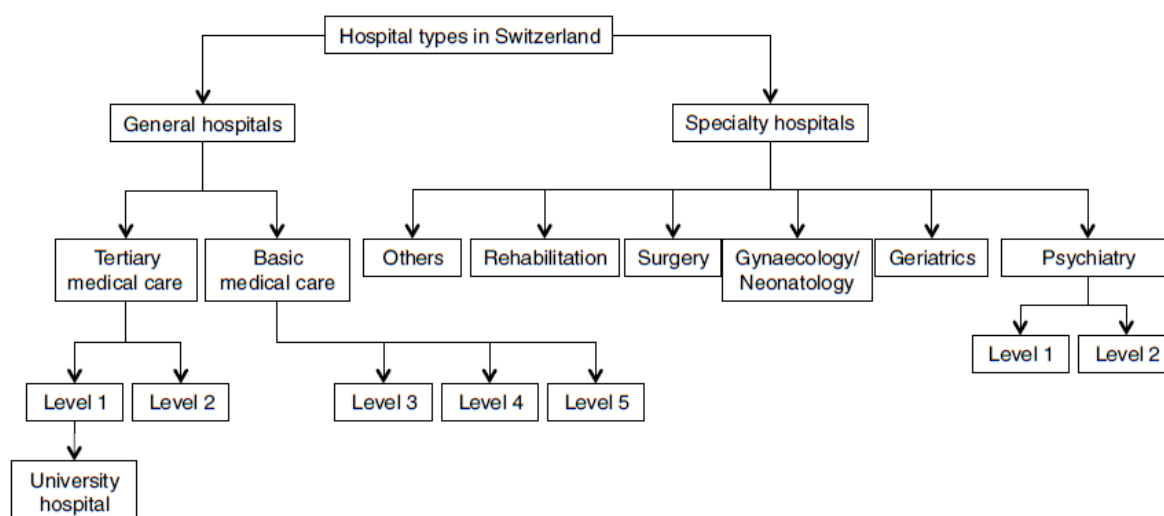 Hospital types in Switzerland
General hospitals
Specialty hospitals
Tertiary
medical care
Basic
medical care
Others
Rehabilitation
Surgery
Gynaecology/
Neonatology
Geriatrics
Psychiatry
Level 1
Level 2
Level 1
Level 2
Level 3
Level 4
Level 5
University
hospital